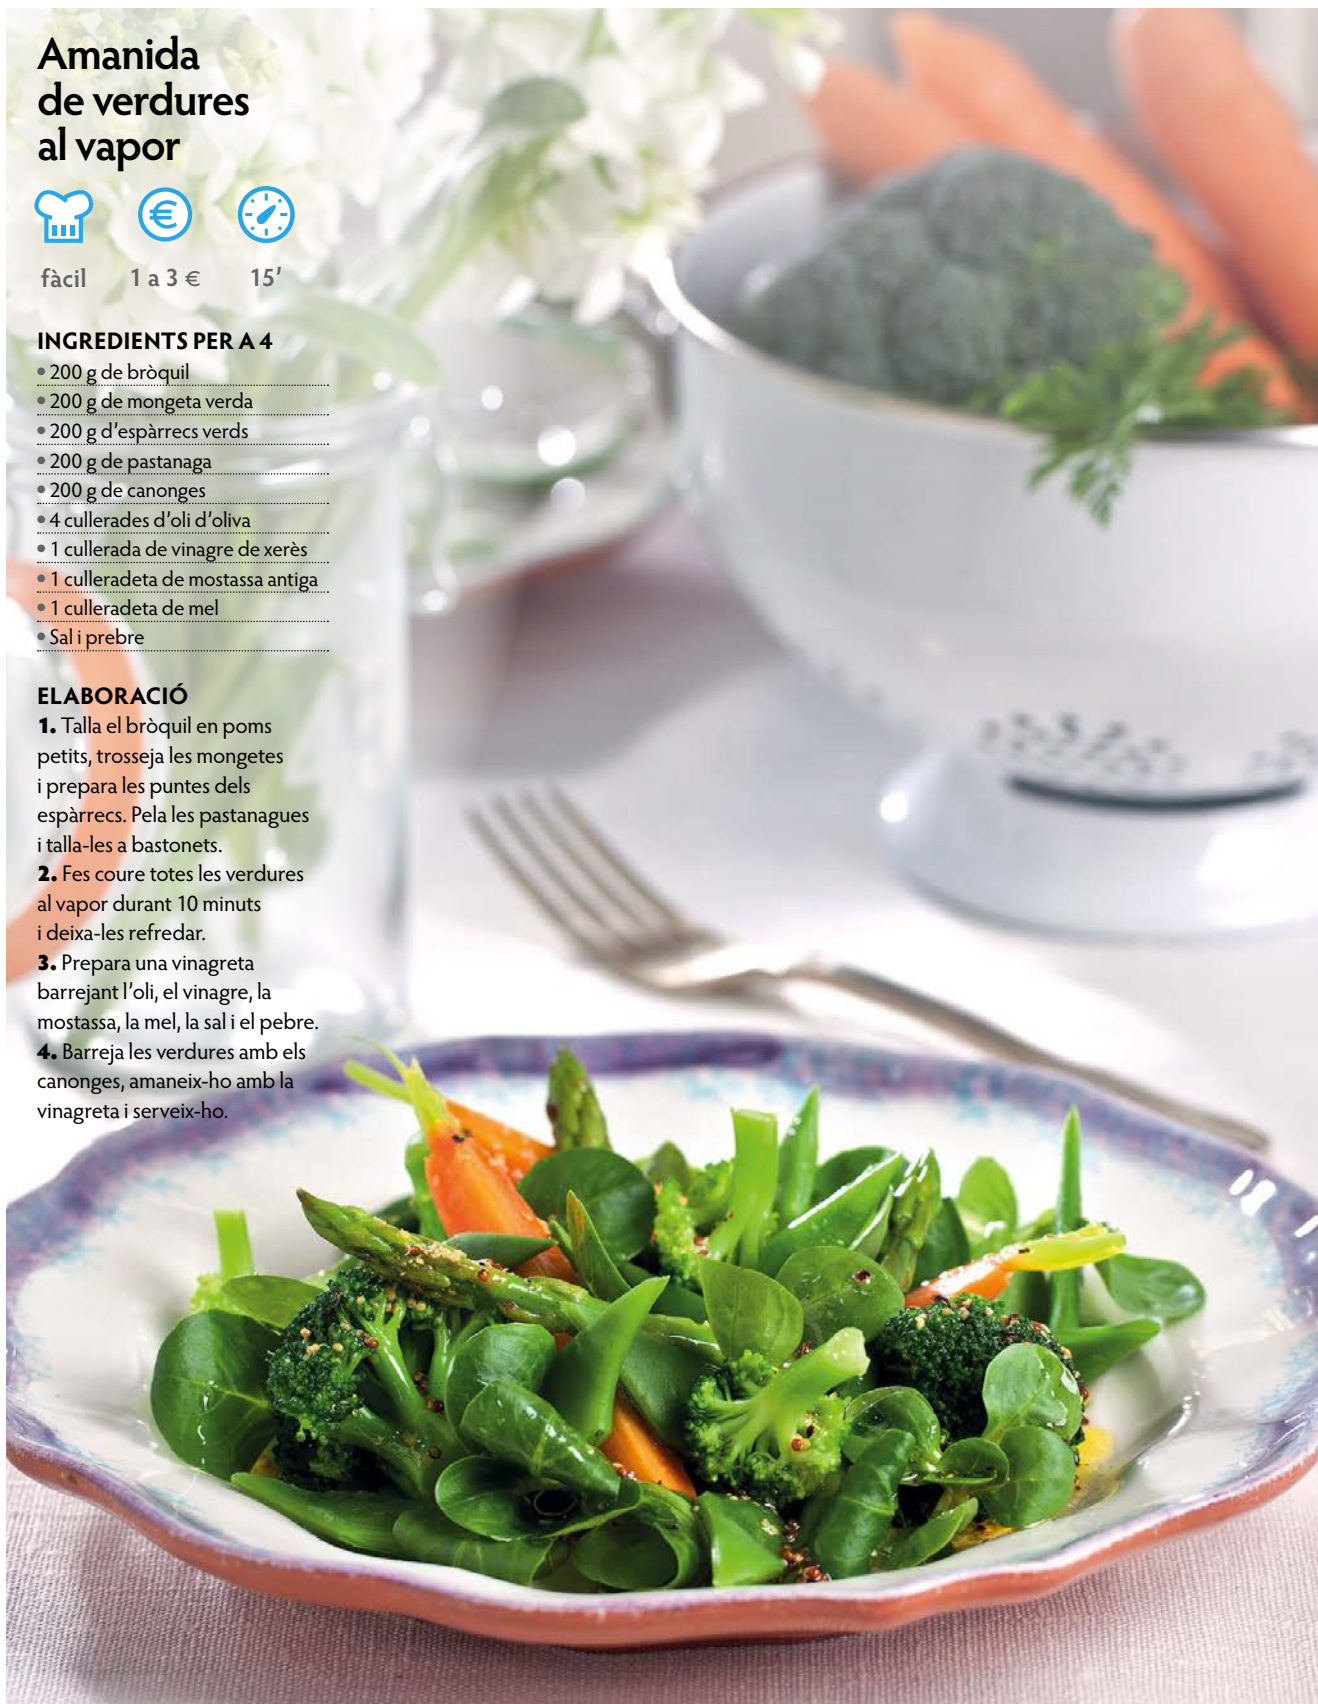 Amanida
de verdures
al vapor
fàcil 1 a 3 € 15'
INGREDIENTS PER A 4
• 200 g de bròquil
• 200 g de mongeta verda
• 200 g d'espàrrecs verds
• 200 g de pastanaga
• 200 g de canonges
• 4 cullerades d'oli d'oliva
• 1 cullerada de vinagre de xerès
• 1 culleradeta de mostassa antiga
• 1 culleradeta de mel
• Sal i prebre
ELABORACIÓ
1. Talla el bròquil en poms
petits, trosseja les mongetes
i prepara les puntes dels
espàrrecs. Pela les pastanagues
i talla-les a bastonets.
2. Fes coure totes les verdures
al vapor durant 10 minuts
i deixa-les refredar.
3. Prepara una vinagreta
barrejant l'oli, el vinagre, la
mostassa, la mel, la sal i el pebre.
4. Barreja les verdures amb els
canonges, amaneix-ho amb la
vinagreta i serveix-ho.